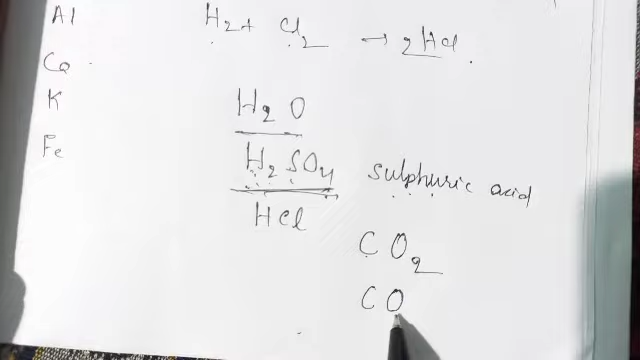 Al
H2 + Cl2 → 2HCl.
Ca
K
H2O
Fe
H2SO4 sulphuric acid
HCl
CO2
CO